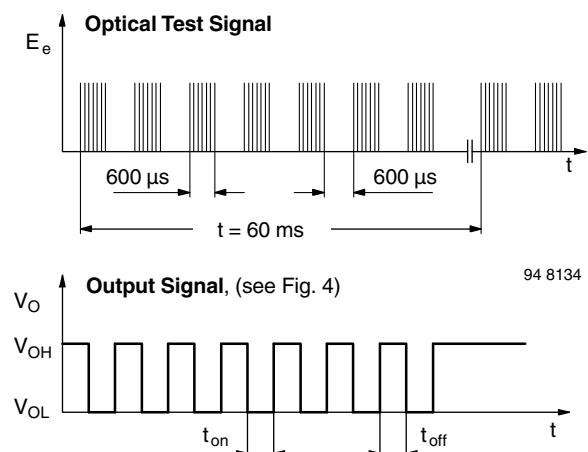 Optical Test Signal
E e
t
600 µs
600 µs
t = 60 ms
94 8134
Output Signal, (see Fig. 4)
V O
V OH
V OL
t on
t off
t